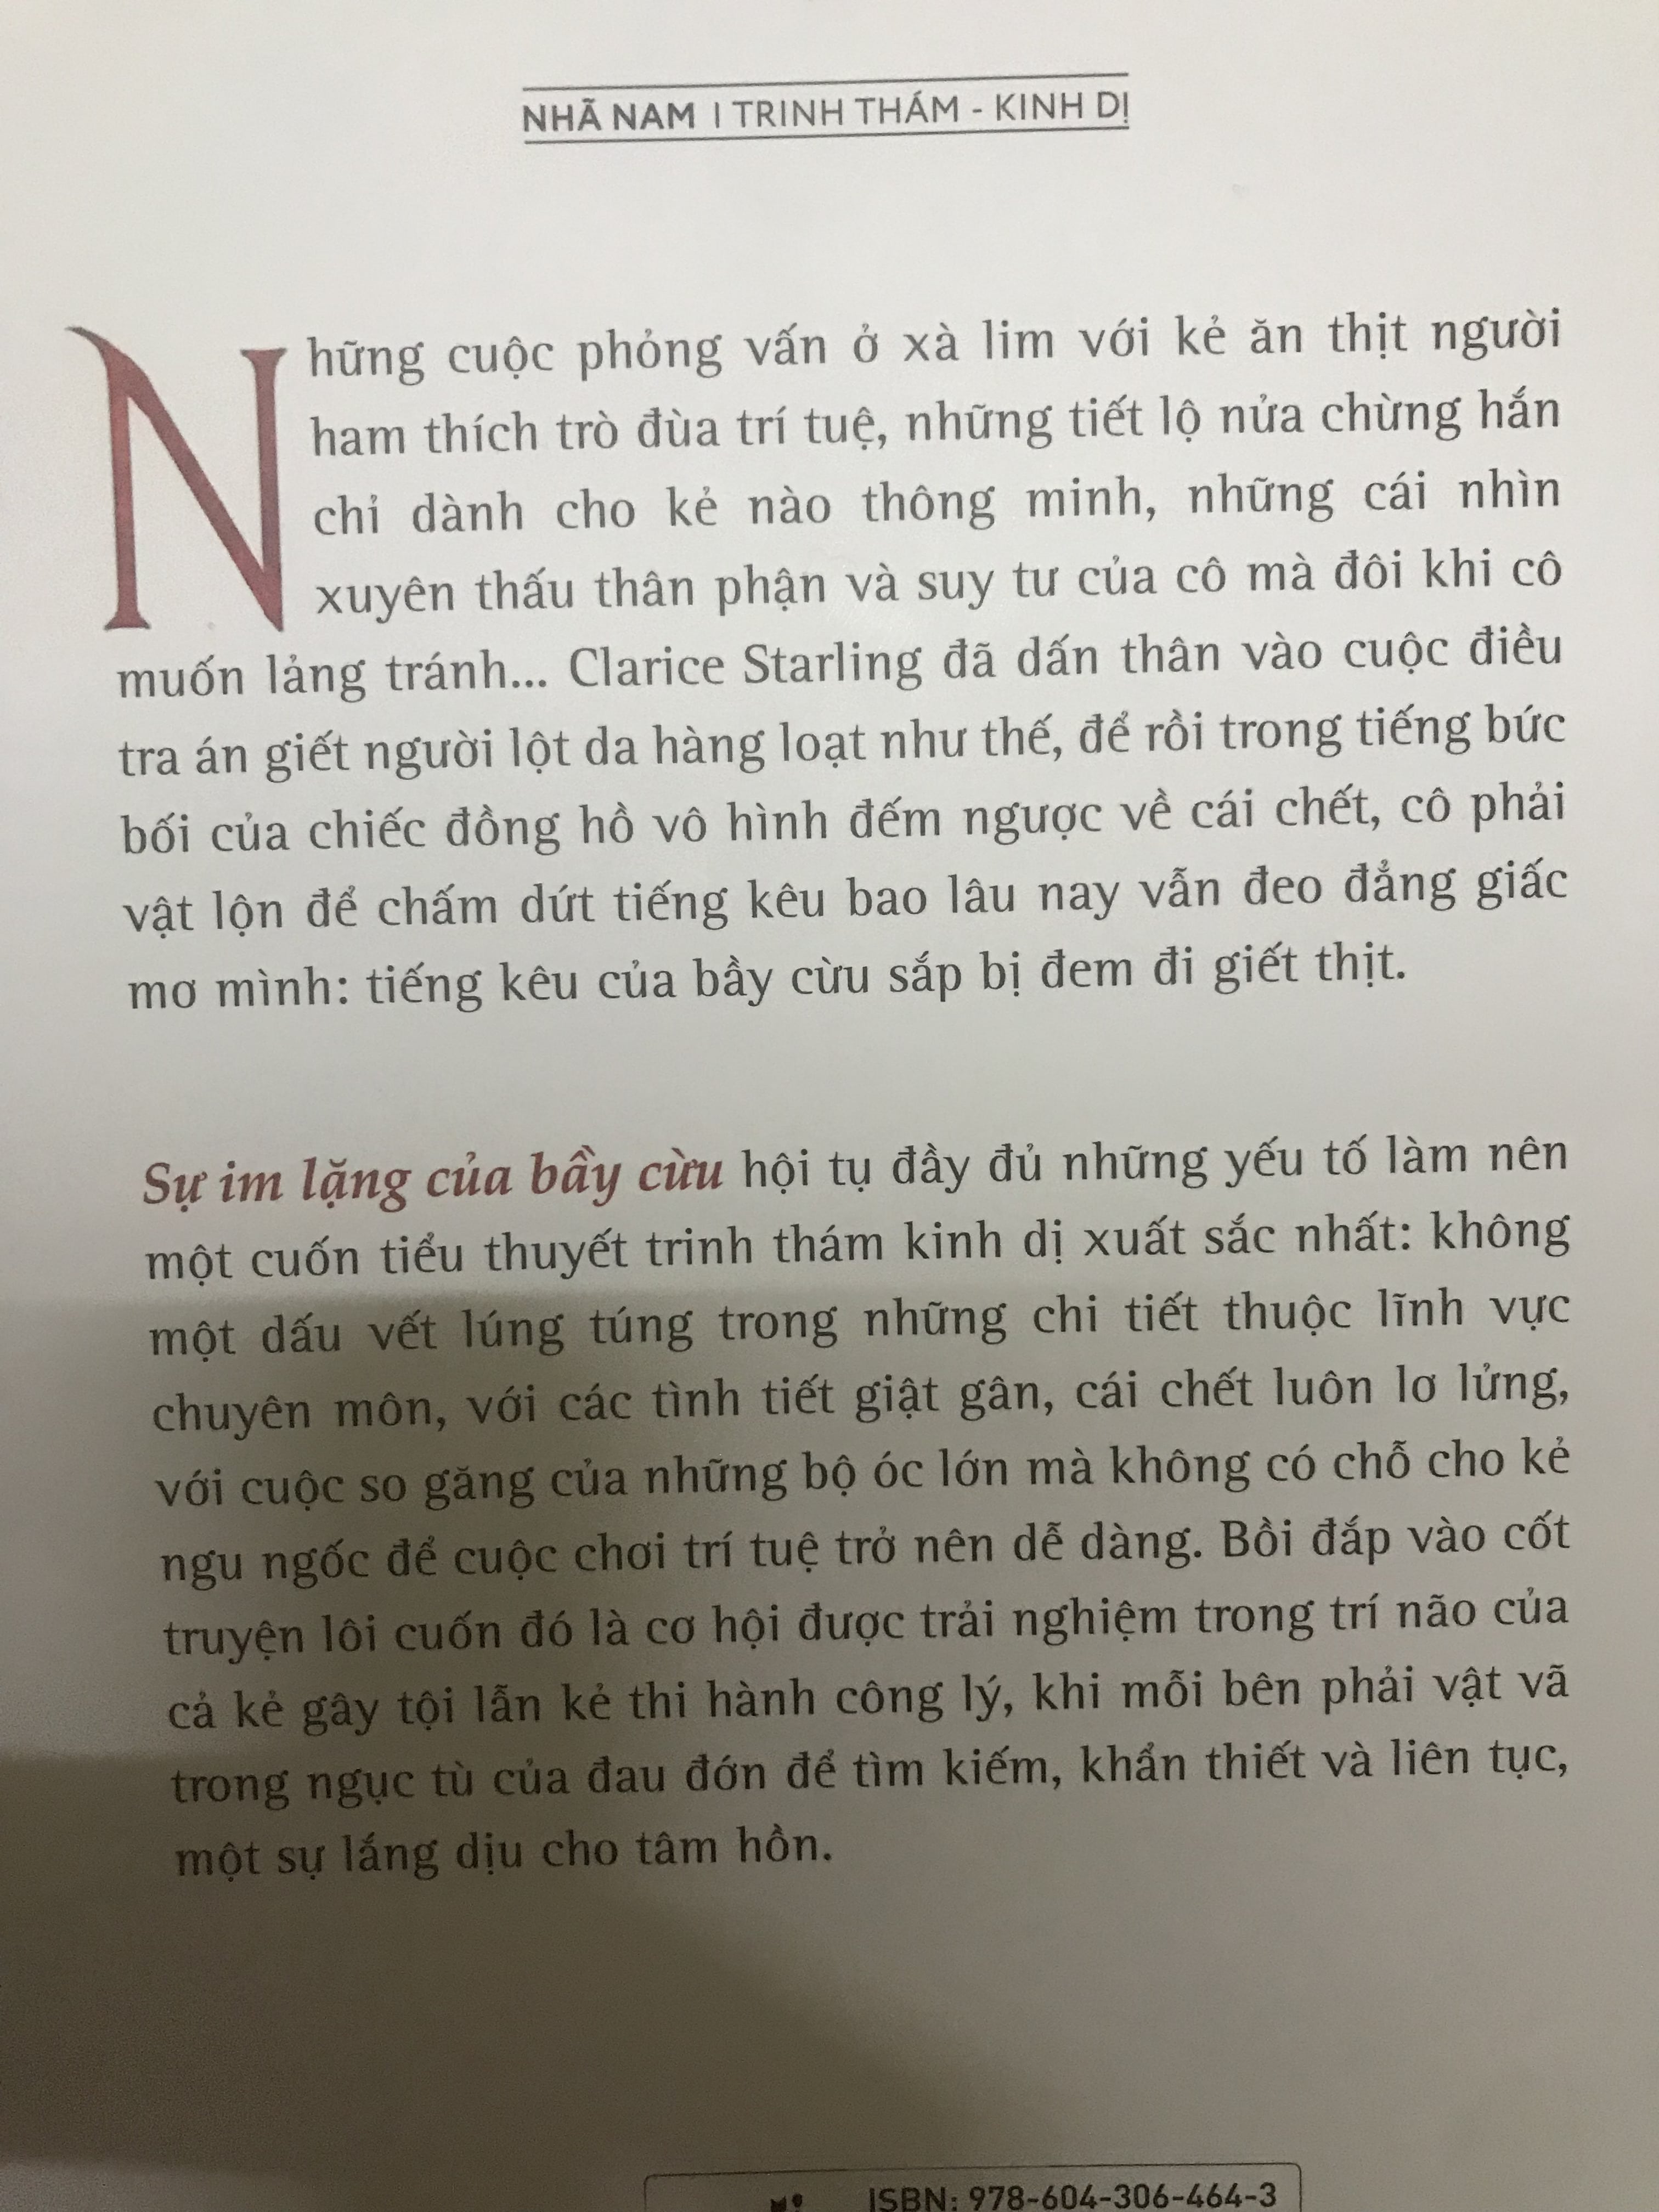 NHÃ NAM | TRINH THÁM - KINH DỊ
Những cuộc phỏng vấn ở xà lim với kẻ ăn thịt người
ham thích trò đùa trí tuệ, những tiết lộ nửa chừng hắn
chỉ dành cho kẻ nào thông minh, những cái nhìn
xuyên thấu thân phận và suy tư của cô mà đôi khi cô
muốn lảng tránh... Clarice Starling đã dấn thân vào cuộc điều
tra án giết người lột da hàng loạt như thế, để rồi trong tiếng bức
bối của chiếc đồng hồ vô hình đếm ngược về cái chết, cô phải
vật lộn để chấm dứt tiếng kêu bao lâu nay vẫn đeo đẳng giấc
mơ mình: tiếng kêu của bầy cừu sắp bị đem đi giết thịt.
Sự im lặng của bầy cừu hội tụ đầy đủ những yếu tố làm nên
một cuốn tiểu thuyết trinh thám kinh dị xuất sắc nhất: không
một dấu vết lúng túng trong những chi tiết thuộc lĩnh vực
chuyên môn, với các tình tiết giật gân, cái chết luôn lơ lửng,
với cuộc so găng của những bộ óc lớn mà không có chỗ cho kẻ
ngu ngốc để cuộc chơi trí tuệ trở nên dễ dàng. Bồi đắp vào cốt
truyện lôi cuốn đó là cơ hội được trải nghiệm trong trí não của
cả kẻ gây tội lẫn kẻ thi hành công lý, khi mỗi bên phải vật vã
trong ngục tù của đau đớn để tìm kiếm, khẩn thiết và liên tục,
một sự lắng dịu cho tâm hồn.
ISBN: 978-604-306-464-3